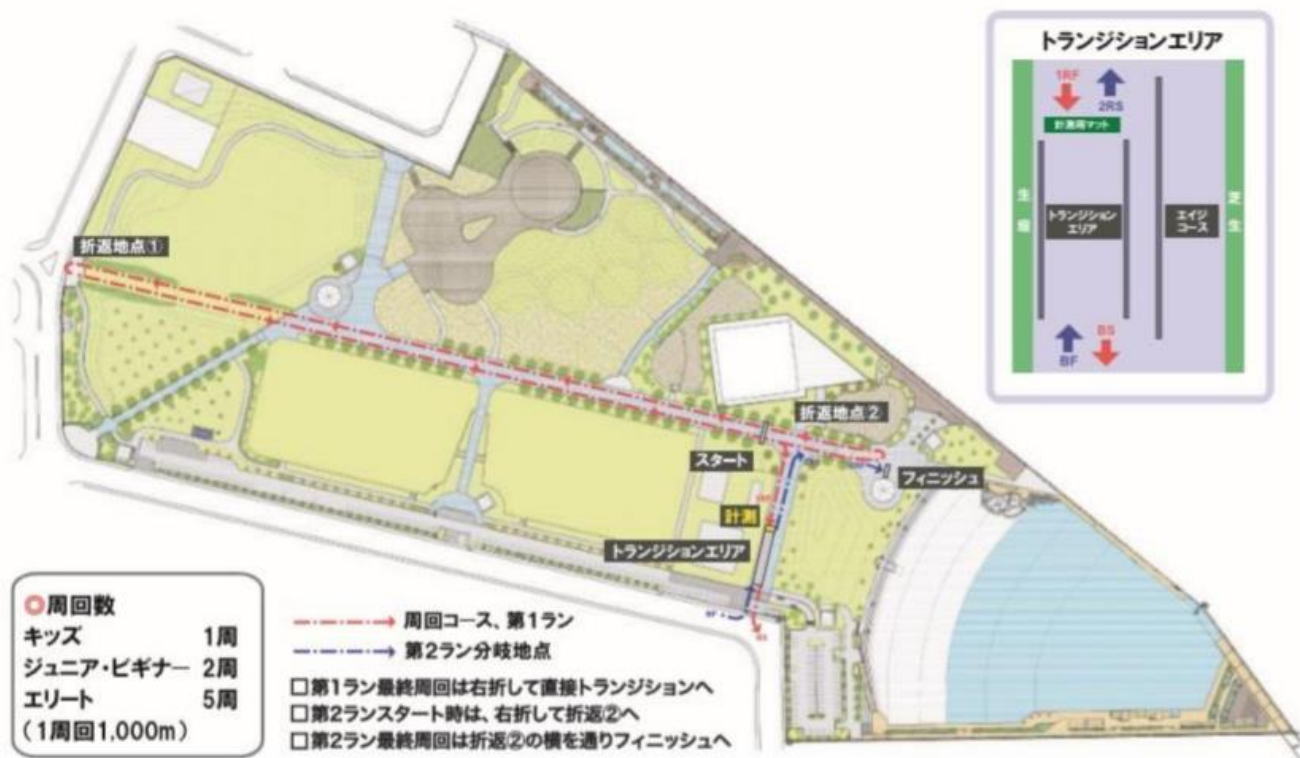 トランジションエリア
1RF
2RS
計測用マット
生垣
トランジション
エリア
エイジ
コース
芝生
BF
BS
折返地点①
折返地点2
スタート
フィニッシュ
計測
トランジションエリア
周回数
キッズ 1周
ジュニア・ビギナー 2周
エリート 5周
(1周回1,000m)
周回コース、第1ラン
第2ラン分岐地点
□第1ラン最終周回は右折して直接トランジションへ
□第2ランスタート時は、右折して折返②へ
□第2ラン最終周回は折返②の横を通りフィニッシュへ